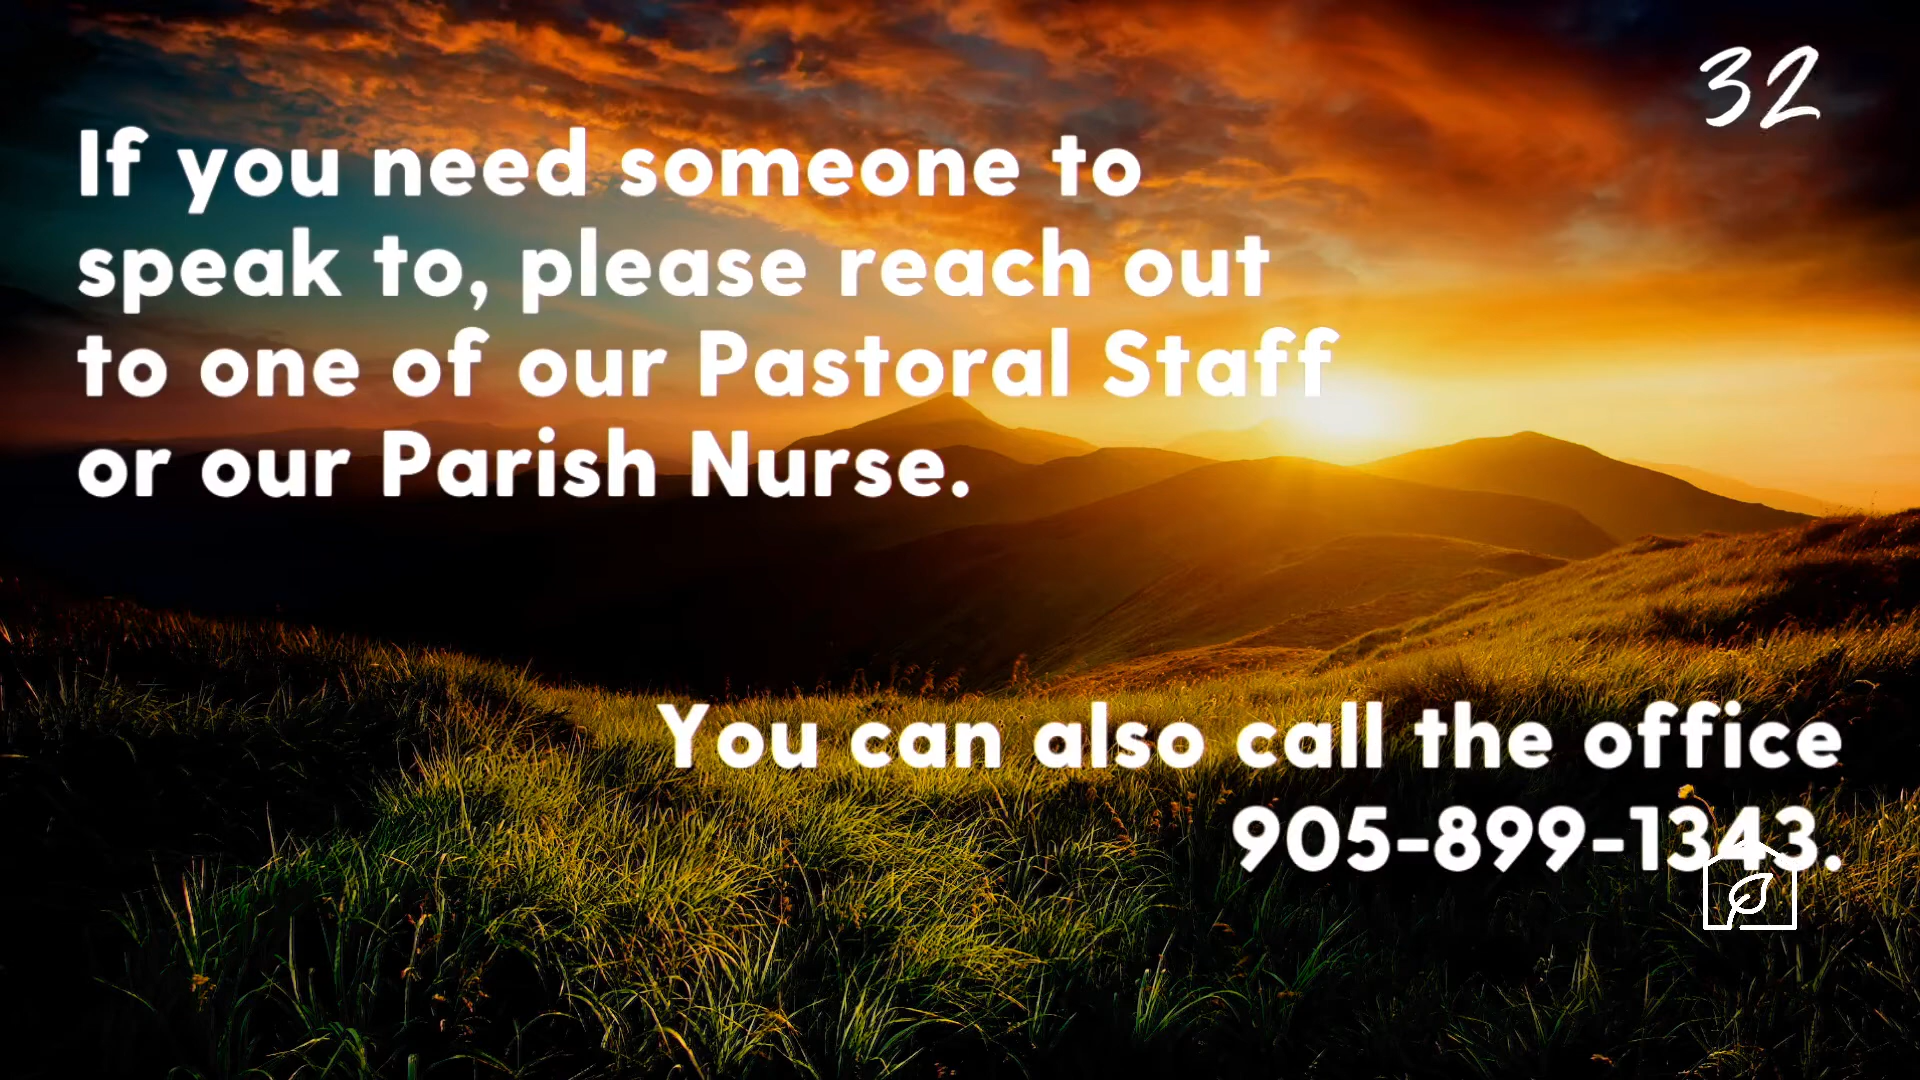 32
If you need someone to
speak to, please reach out
to one of our Pastoral Staff
or our Parish Nurse.
You can also call the office
905-899-1343.